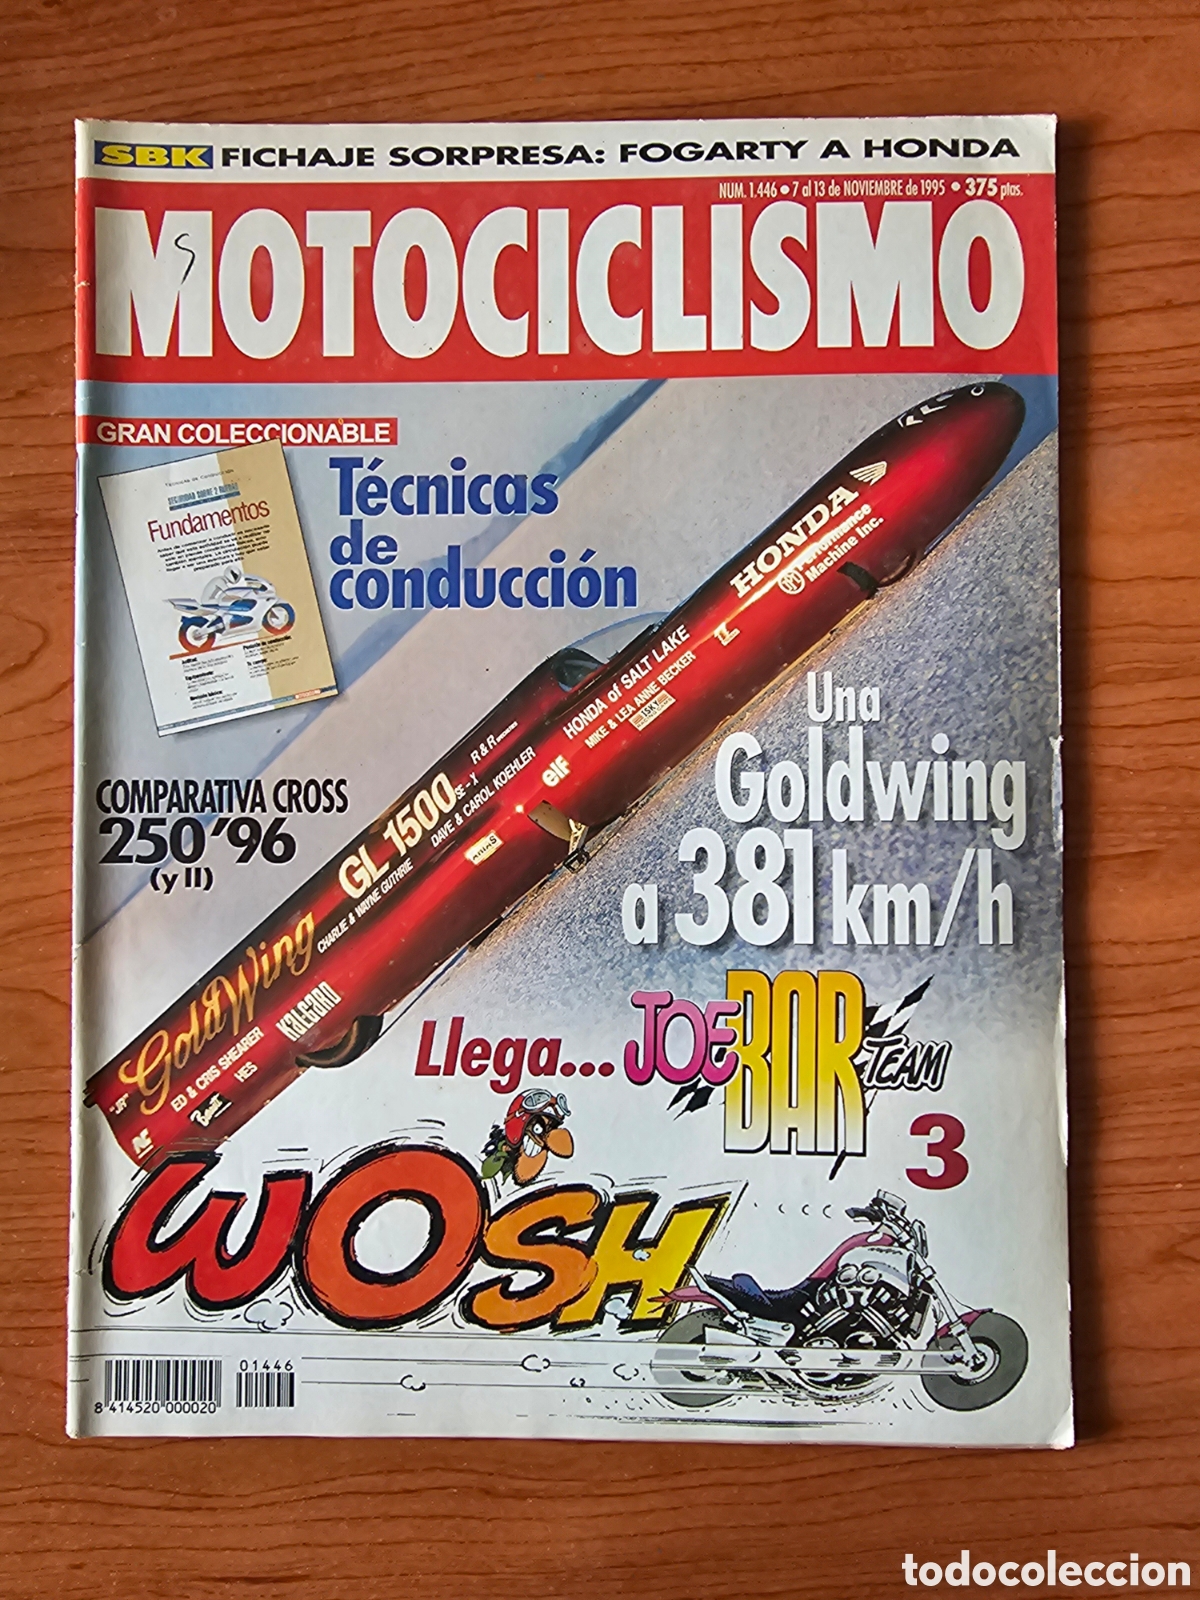 SBK FICHAJE SORPRESA: FOGARTY A HONDA
NUM. 1.446 • 7 al 13 de NOVIEMBRE de 1995 • 375 ptas.
MOTOCICLISMO
GRAN COLECCIONABLE
Fundamentos
Técnicas
de
conducción
HONDA
Performance
Machine Inc.
HONDA of SALT LAKE
MIKE & LEA ANNE BECKER
ISKY
R & R
elf
GL 1500 SE-X
DAVE & CAROL KOEHLER
CHARLIE & WAYNE GUTHRIE
GoldWing
KALGARD
"JR"
ED & CRIS SHEARER
HES
Una
Goldwing
a 381 km/h
COMPARATIVA CROSS
250 '96
(y II)
Llega... JOE BAR TEAM
3
WOSH
01446
8 414520 000020
todocoleccion